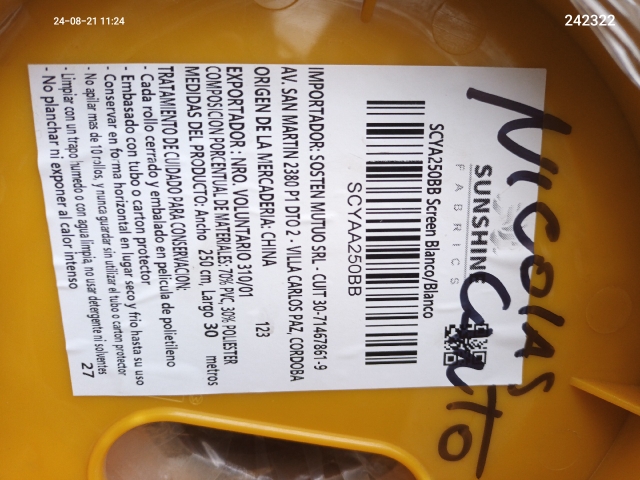 24-08-21 11:24
242322
NICOLAS
CANTO
SUNSHINE
FABRICS
SCYA250BB Screen Blanco/Blanco
SCYAA250BB
IMPORTADOR: SOSTEN MUTUO SRL - CUIT 30-71467861-9
AV. SAN MARTIN 2380 P1 DTO 2 - VILLA CARLOS PAZ, CORDOBA
ORIGEN DE LA MERCADERIA: CHINA 123
EXPORTADOR: NRO. VOLUNTARIO 310/01
COMPOSICION PORCENTUAL DE MATERIALES: 70% PVC, 30% POLIESTER
MEDIDAS DEL PRODUCTO: Ancho 250 cm, Largo 30 metros
TRATAMIENTO DE CUIDADO PARA CONSERVACION:
- Cada rollo cerrado y embalado en pelicula de polietileno
- Embasado con tubo o carton protector
- Conservar en forma horizontal en lugar seco y frio hasta su uso
- No apilar mas de 10 rollos, y nunca guardar sin utilizar el tubo o carton protector
- Limpiar con un trapo humedo o con agua limpia, no usar detergente ni solventes
- No planchar ni exponer al calor intenso
27